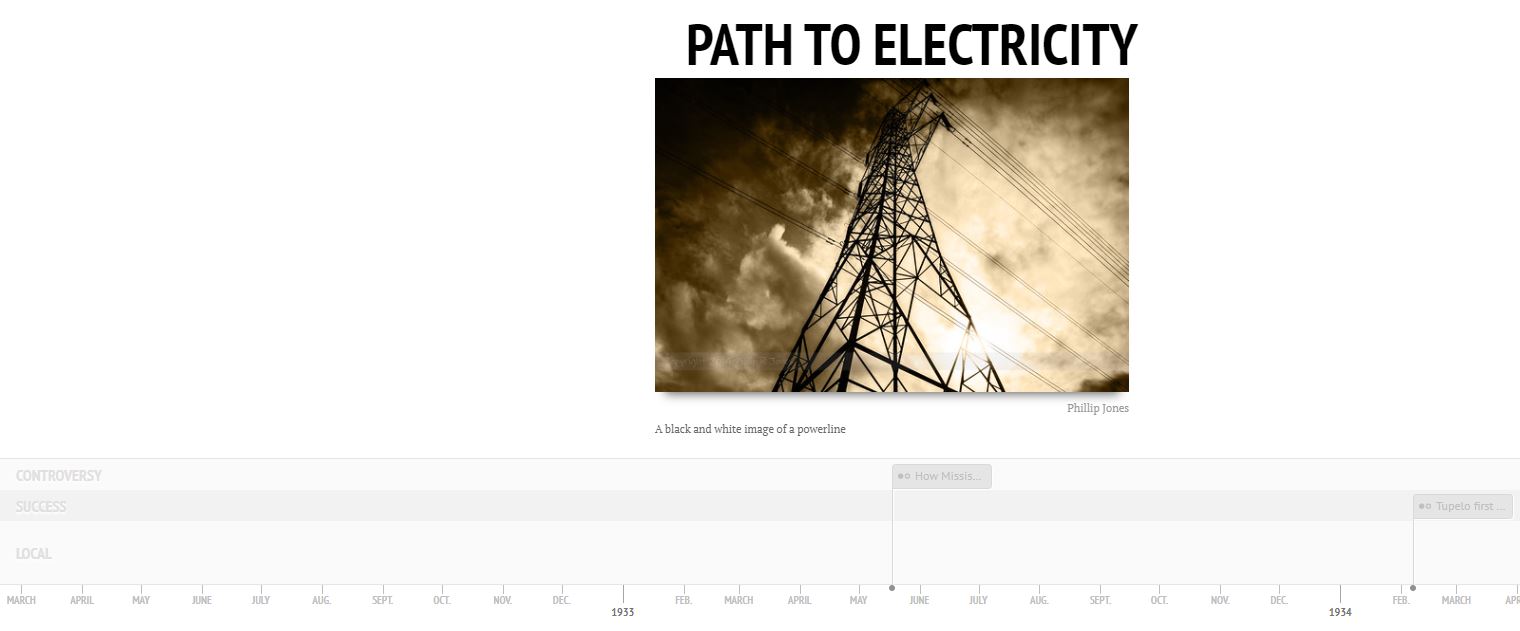 PATH TO ELECTRICITY
Phillip Jones
A black and white image of a powerline
CONTROVERSY
How Missis...
SUCCESS
Tupelo first ...
LOCAL
MARCH APRIL MAY JUNE JULY AUG. SEPT. OCT. NOV. DEC. FEB. MARCH APRIL MAY JUNE JULY AUG. SEPT. OCT. NOV. DEC. FEB. MARCH APR
1933 1934